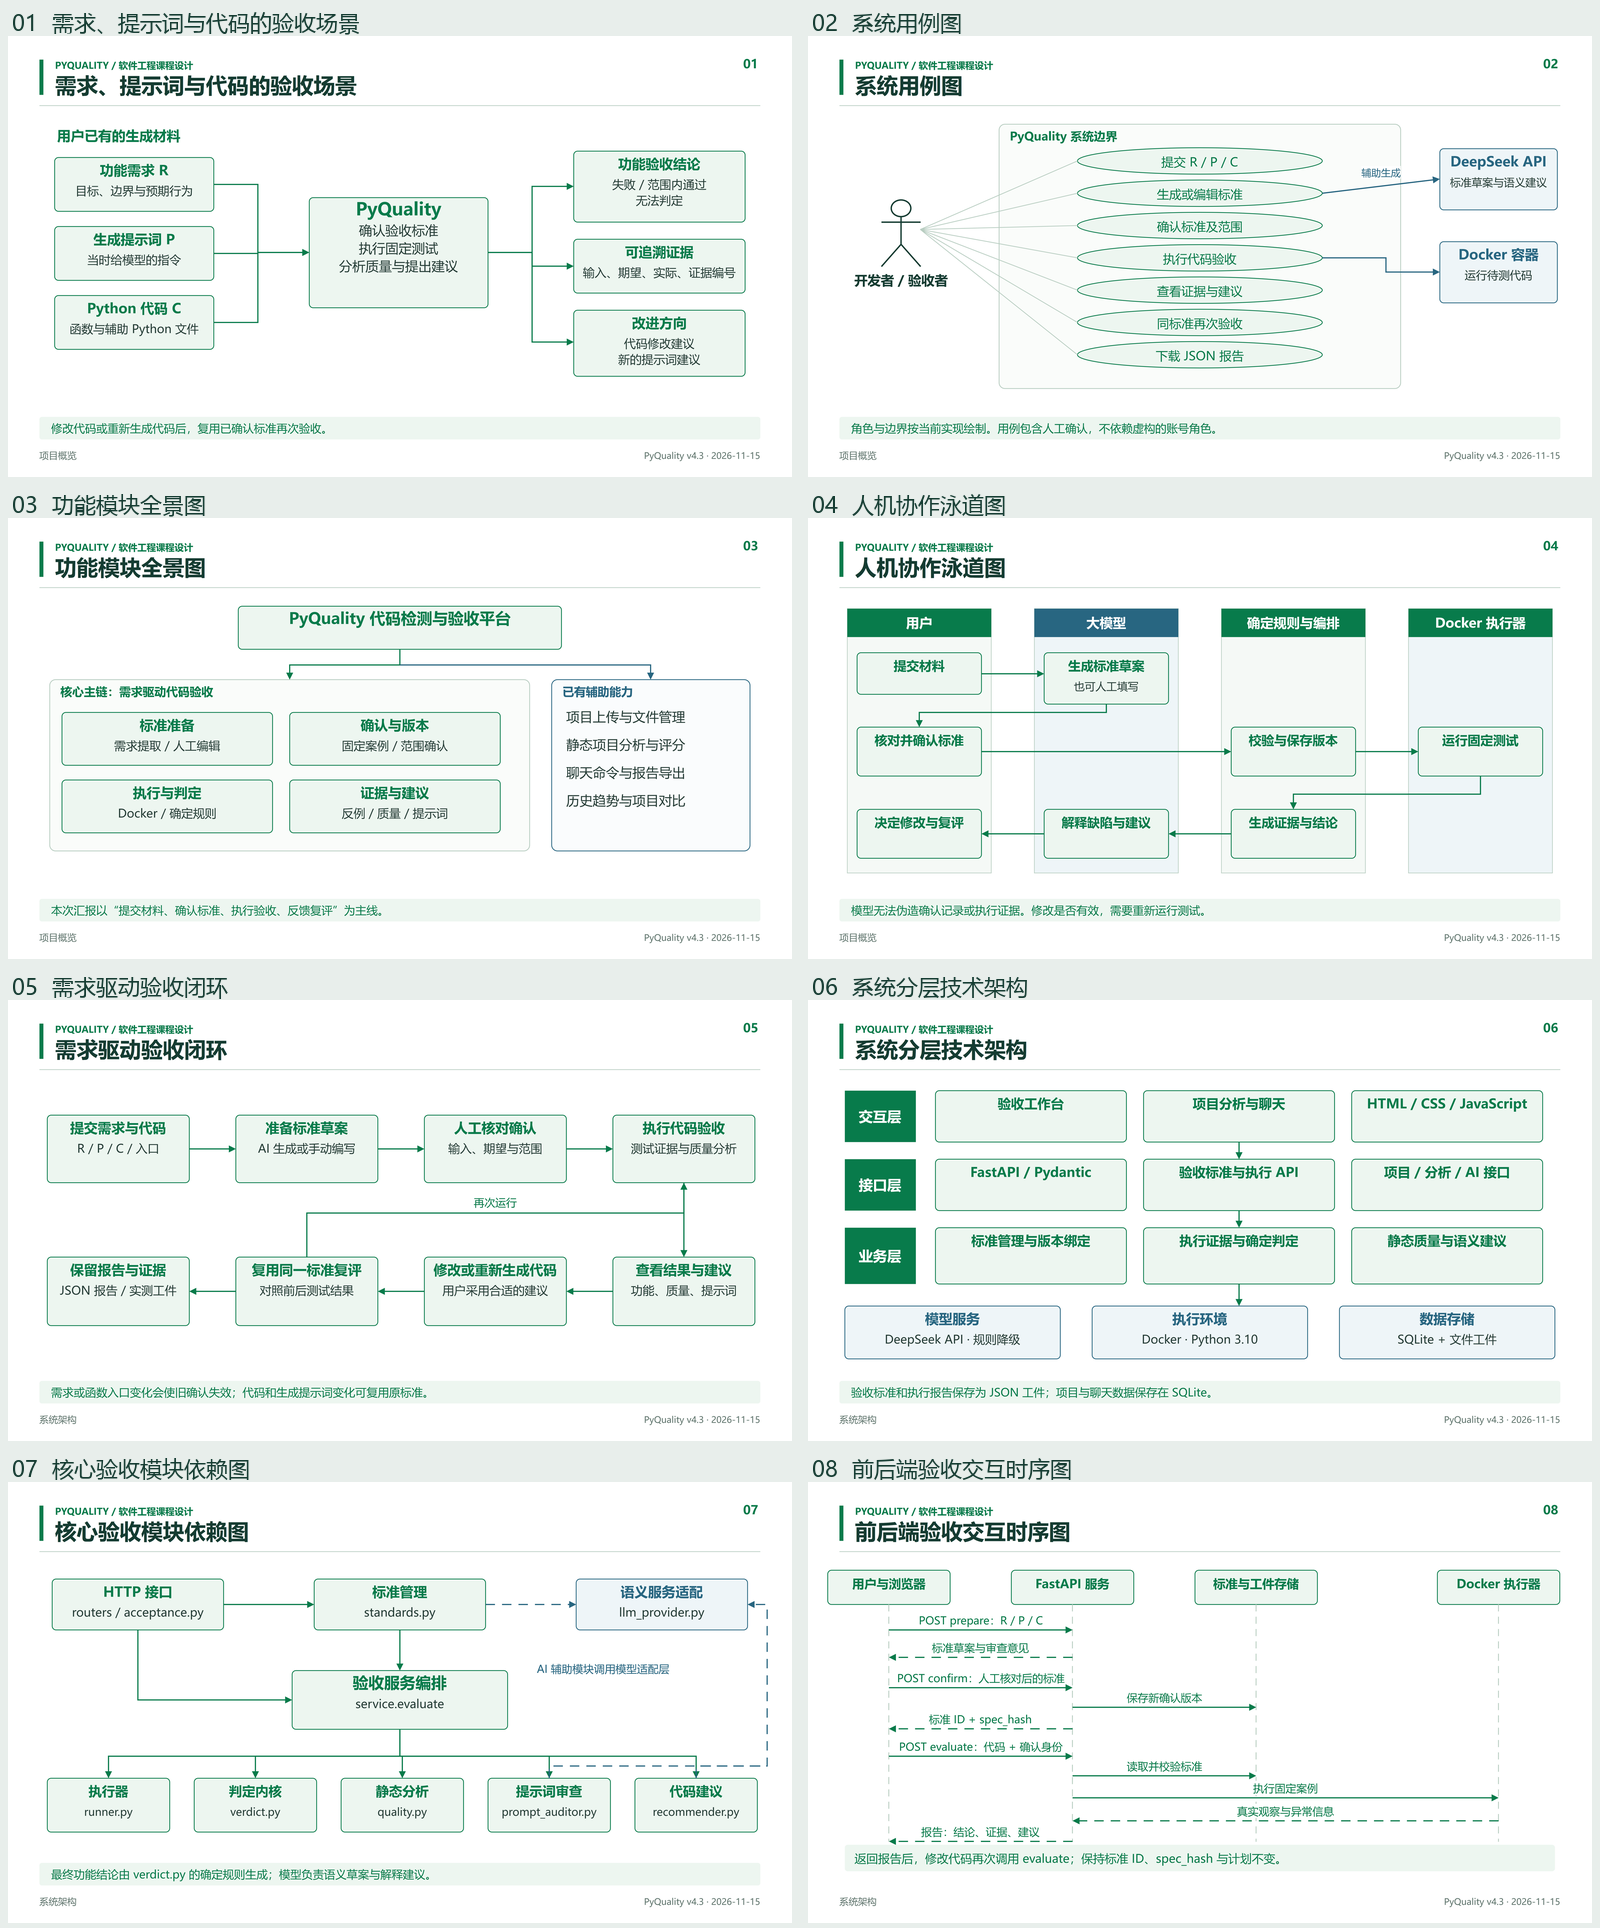 01 需求、提示词与代码的验收场景
PYQUALITY / 软件工程课程设计
01
需求、提示词与代码的验收场景
用户已有的生成材料
功能需求 R
目标、边界与预期行为
生成提示词 P
当时给模型的指令
Python 代码 C
函数与辅助 Python 文件
PyQuality
确认验收标准
执行固定测试
分析质量与提出建议
功能验收结论
失败 / 范围内通过
无法判定
可追溯证据
输入、期望、实际、证据编号
改进方向
代码修改建议
新的提示词建议
修改代码或重新生成代码后，复用已确认标准再次验收。
项目概览
PyQuality v4.3 · 2026-11-15
02 系统用例图
PYQUALITY / 软件工程课程设计
02
系统用例图
PyQuality 系统边界
提交 R / P / C
生成或编辑标准
确认标准及范围
执行代码验收
查看证据与建议
同标准再次验收
下载 JSON 报告
开发者 / 验收者
辅助生成
DeepSeek API
标准草案与语义建议
Docker 容器
运行待测代码
角色与边界按当前实现绘制。用例包含人工确认，不依赖虚构的账号角色。
项目概览
PyQuality v4.3 · 2026-11-15
03 功能模块全景图
PYQUALITY / 软件工程课程设计
03
功能模块全景图
PyQuality 代码检测与验收平台
核心主链：需求驱动代码验收
标准准备
需求提取 / 人工编辑
确认与版本
固定案例 / 范围确认
执行与判定
Docker / 确定规则
证据与建议
反例 / 质量 / 提示词
已有辅助能力
项目上传与文件管理
静态项目分析与评分
聊天命令与报告导出
历史趋势与项目对比
本次汇报以“提交材料、确认标准、执行验收、反馈复评”为主线。
项目概览
PyQuality v4.3 · 2026-11-15
04 人机协作泳道图
PYQUALITY / 软件工程课程设计
04
人机协作泳道图
用户
大模型
确定规则与编排
Docker 执行器
提交材料
生成标准草案
也可人工填写
核对并确认标准
校验与保存版本
运行固定测试
决定修改与复评
解释缺陷与建议
生成证据与结论
模型无法伪造确认记录或执行证据。修改是否有效，需要重新运行测试。
项目概览
PyQuality v4.3 · 2026-11-15
05 需求驱动验收闭环
PYQUALITY / 软件工程课程设计
05
需求驱动验收闭环
提交需求与代码
R / P / C / 入口
准备标准草案
AI 生成或手动编写
人工核对确认
输入、期望与范围
执行代码验收
测试证据与质量分析
再次运行
保留报告与证据
JSON 报告 / 实测工件
复用同一标准复评
对照前后测试结果
修改或重新生成代码
用户采用合适的建议
查看结果与建议
功能、质量、提示词
需求或函数入口变化会使旧确认失效；代码和生成提示词变化可复用原标准。
系统架构
PyQuality v4.3 · 2026-11-15
06 系统分层技术架构
PYQUALITY / 软件工程课程设计
06
系统分层技术架构
交互层
验收工作台
项目分析与聊天
HTML / CSS / JavaScript
接口层
FastAPI / Pydantic
验收标准与执行 API
项目 / 分析 / AI 接口
业务层
标准管理与版本绑定
执行证据与确定判定
静态质量与语义建议
模型服务
DeepSeek API · 规则降级
执行环境
Docker · Python 3.10
数据存储
SQLite + 文件工件
验收标准和执行报告保存为 JSON 工件；项目与聊天数据保存在 SQLite。
系统架构
PyQuality v4.3 · 2026-11-15
07 核心验收模块依赖图
PYQUALITY / 软件工程课程设计
07
核心验收模块依赖图
HTTP 接口
routers / acceptance.py
标准管理
standards.py
语义服务适配
llm_provider.py
AI 辅助模块调用模型适配层
验收服务编排
service.evaluate
执行器
runner.py
判定内核
verdict.py
静态分析
quality.py
提示词审查
prompt_auditor.py
代码建议
recommender.py
最终功能结论由 verdict.py 的确定规则生成；模型负责语义草案与解释建议。
系统架构
PyQuality v4.3 · 2026-11-15
08 前后端验收交互时序图
PYQUALITY / 软件工程课程设计
08
前后端验收交互时序图
用户与浏览器
FastAPI 服务
标准与工件存储
Docker 执行器
POST prepare：R / P / C
标准草案与审查意见
POST confirm：人工核对后的标准
保存新确认版本
标准 ID + spec_hash
POST evaluate：代码 + 确认身份
读取并校验标准
执行固定案例
真实观察与异常信息
报告：结论、证据、建议
返回报告后，修改代码再次调用 evaluate；保持标准 ID、spec_hash 与计划不变。
系统架构
PyQuality v4.3 · 2026-11-15